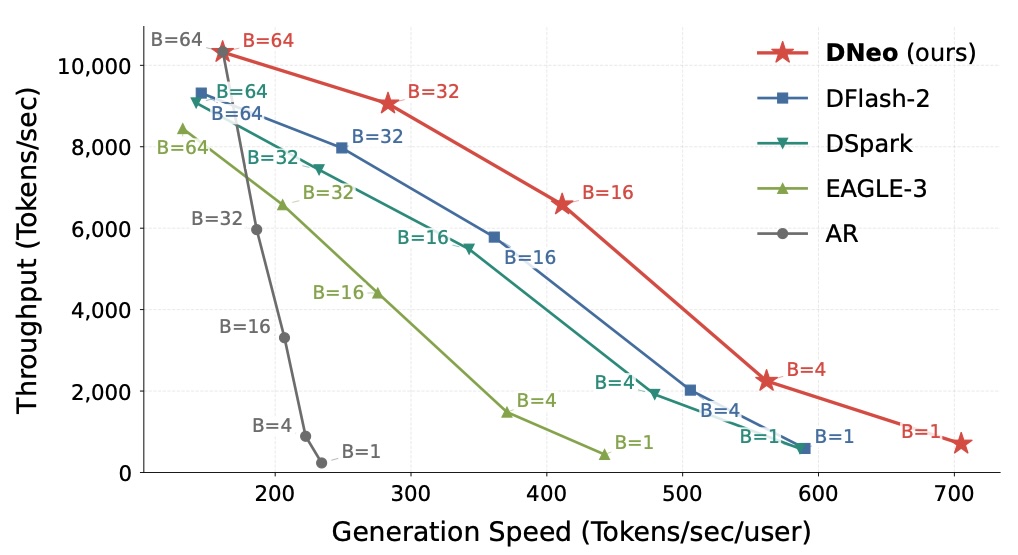 B=64
B=64
DNeo (ours)
10,000
B=32
B=64
DFlash-2
B=64
B=32
8,000
B=64
B=32
DSpark
B=32
B=16
EAGLE-3
B=32
6,000
B=16
B=16
AR
B=16
4,000
B=16
B=4
2,000
B=4
B=4
B=4
B=4
B=1
B=1
B=1
B=1
B=1
0
200
300
400
500
600
700
Throughput (Tokens/sec)
Generation Speed (Tokens/sec/user)